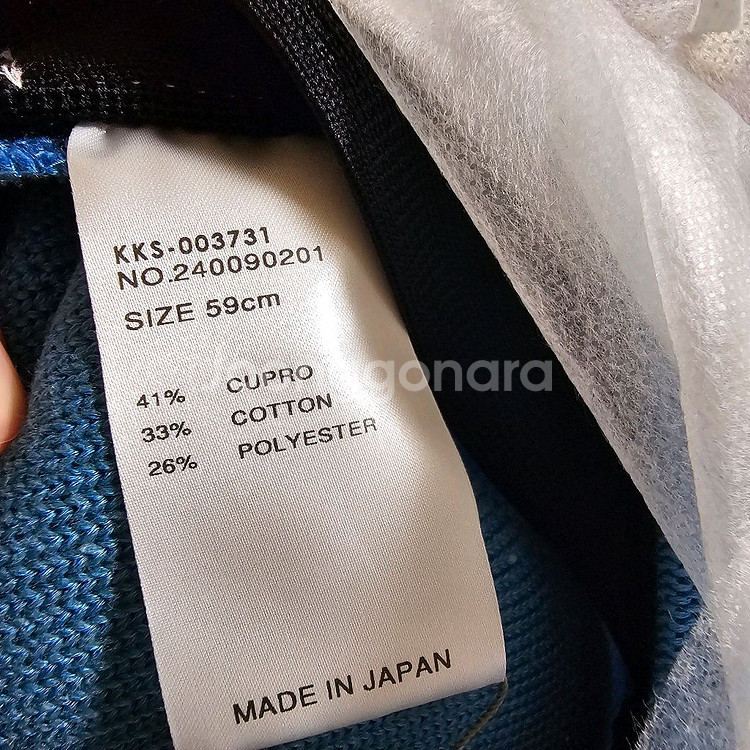 KKS-003731
NO.240090201
SIZE 59cm
41% CUPRO
33% COTTON
26% POLYESTER
MADE IN JAPAN